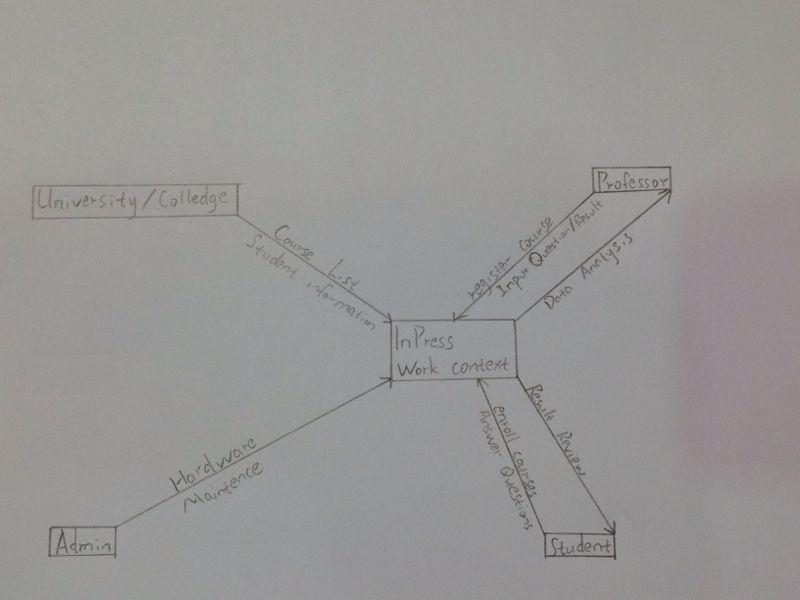 Professor
University/Colledge
register Course
Input Question/Result
Data Analysis
Course List
Student information
InPress
Work context
Result Review
enroll courses
Answer Questions
Hardware
Maintence
Admin
Student